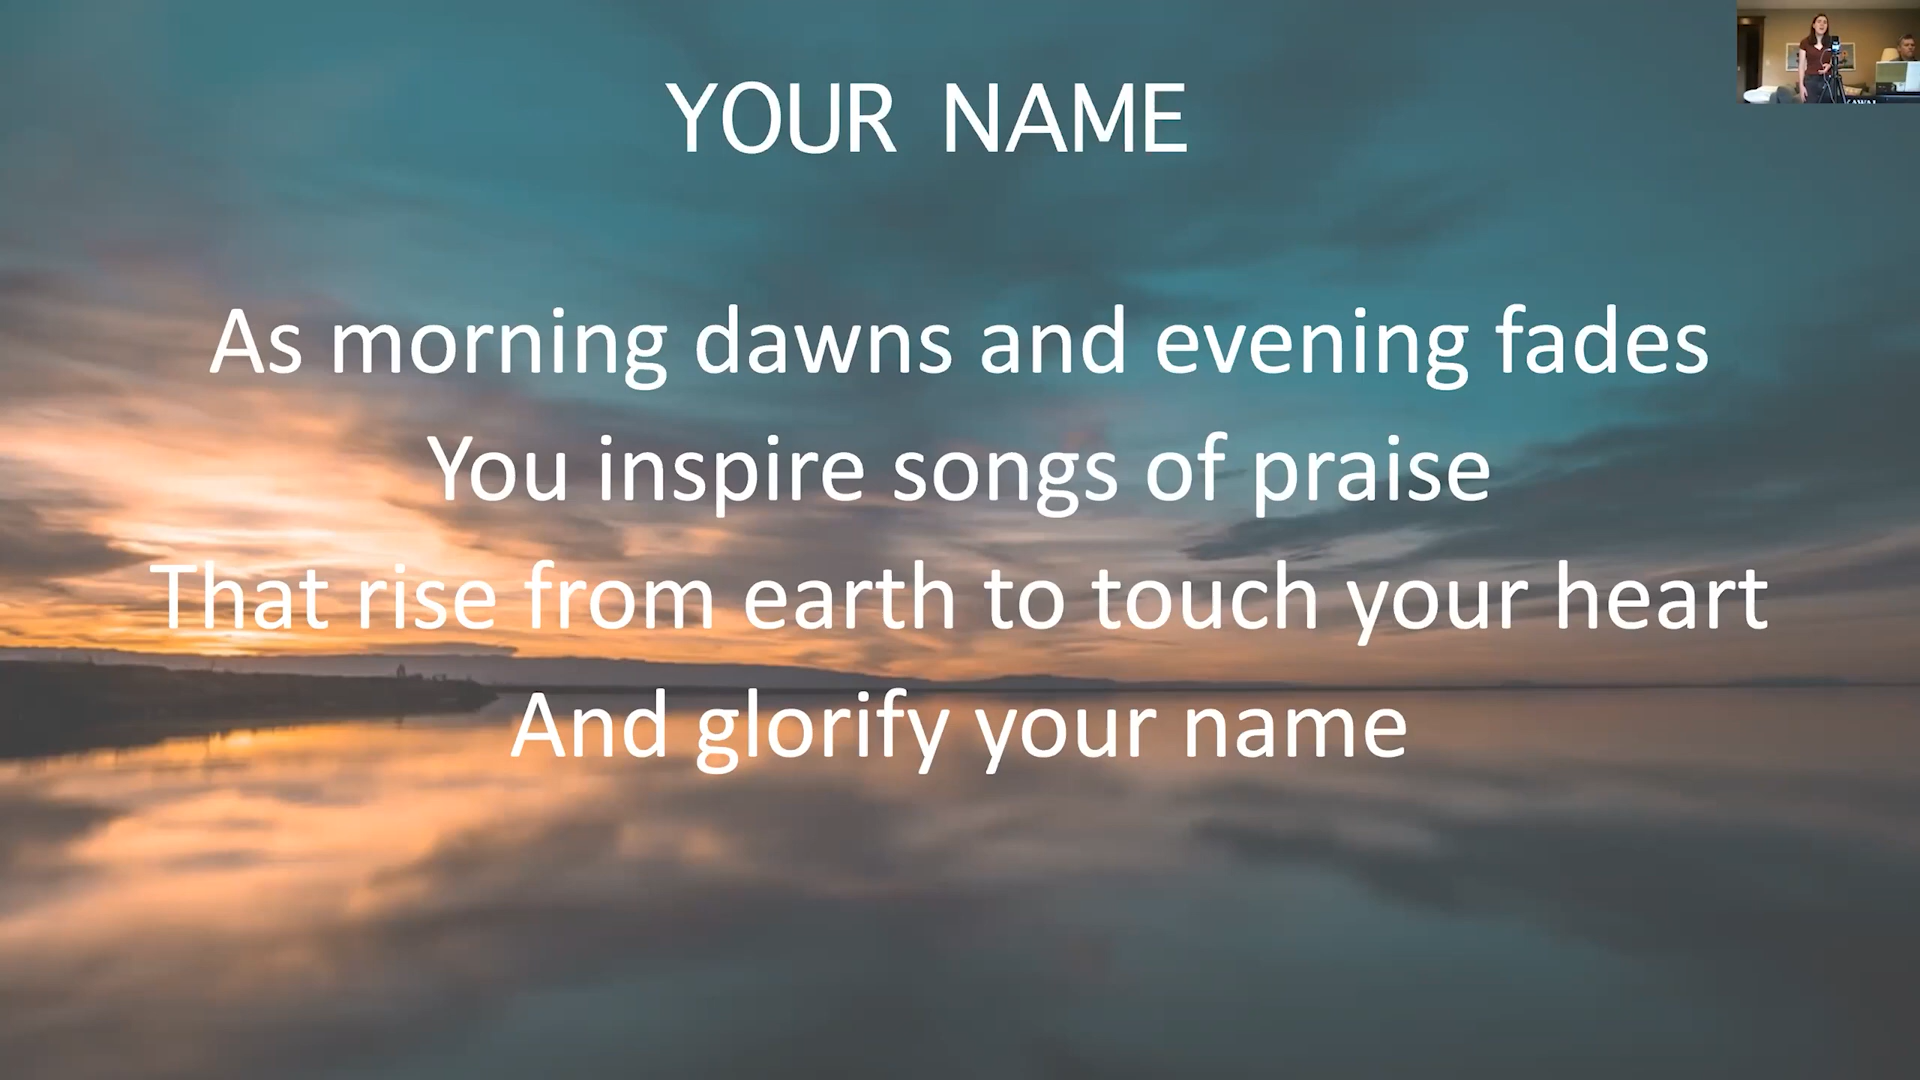 YOUR NAME
As morning dawns and evening fades
You inspire songs of praise
That rise from earth to touch your heart
And glorify your name
KAWAI